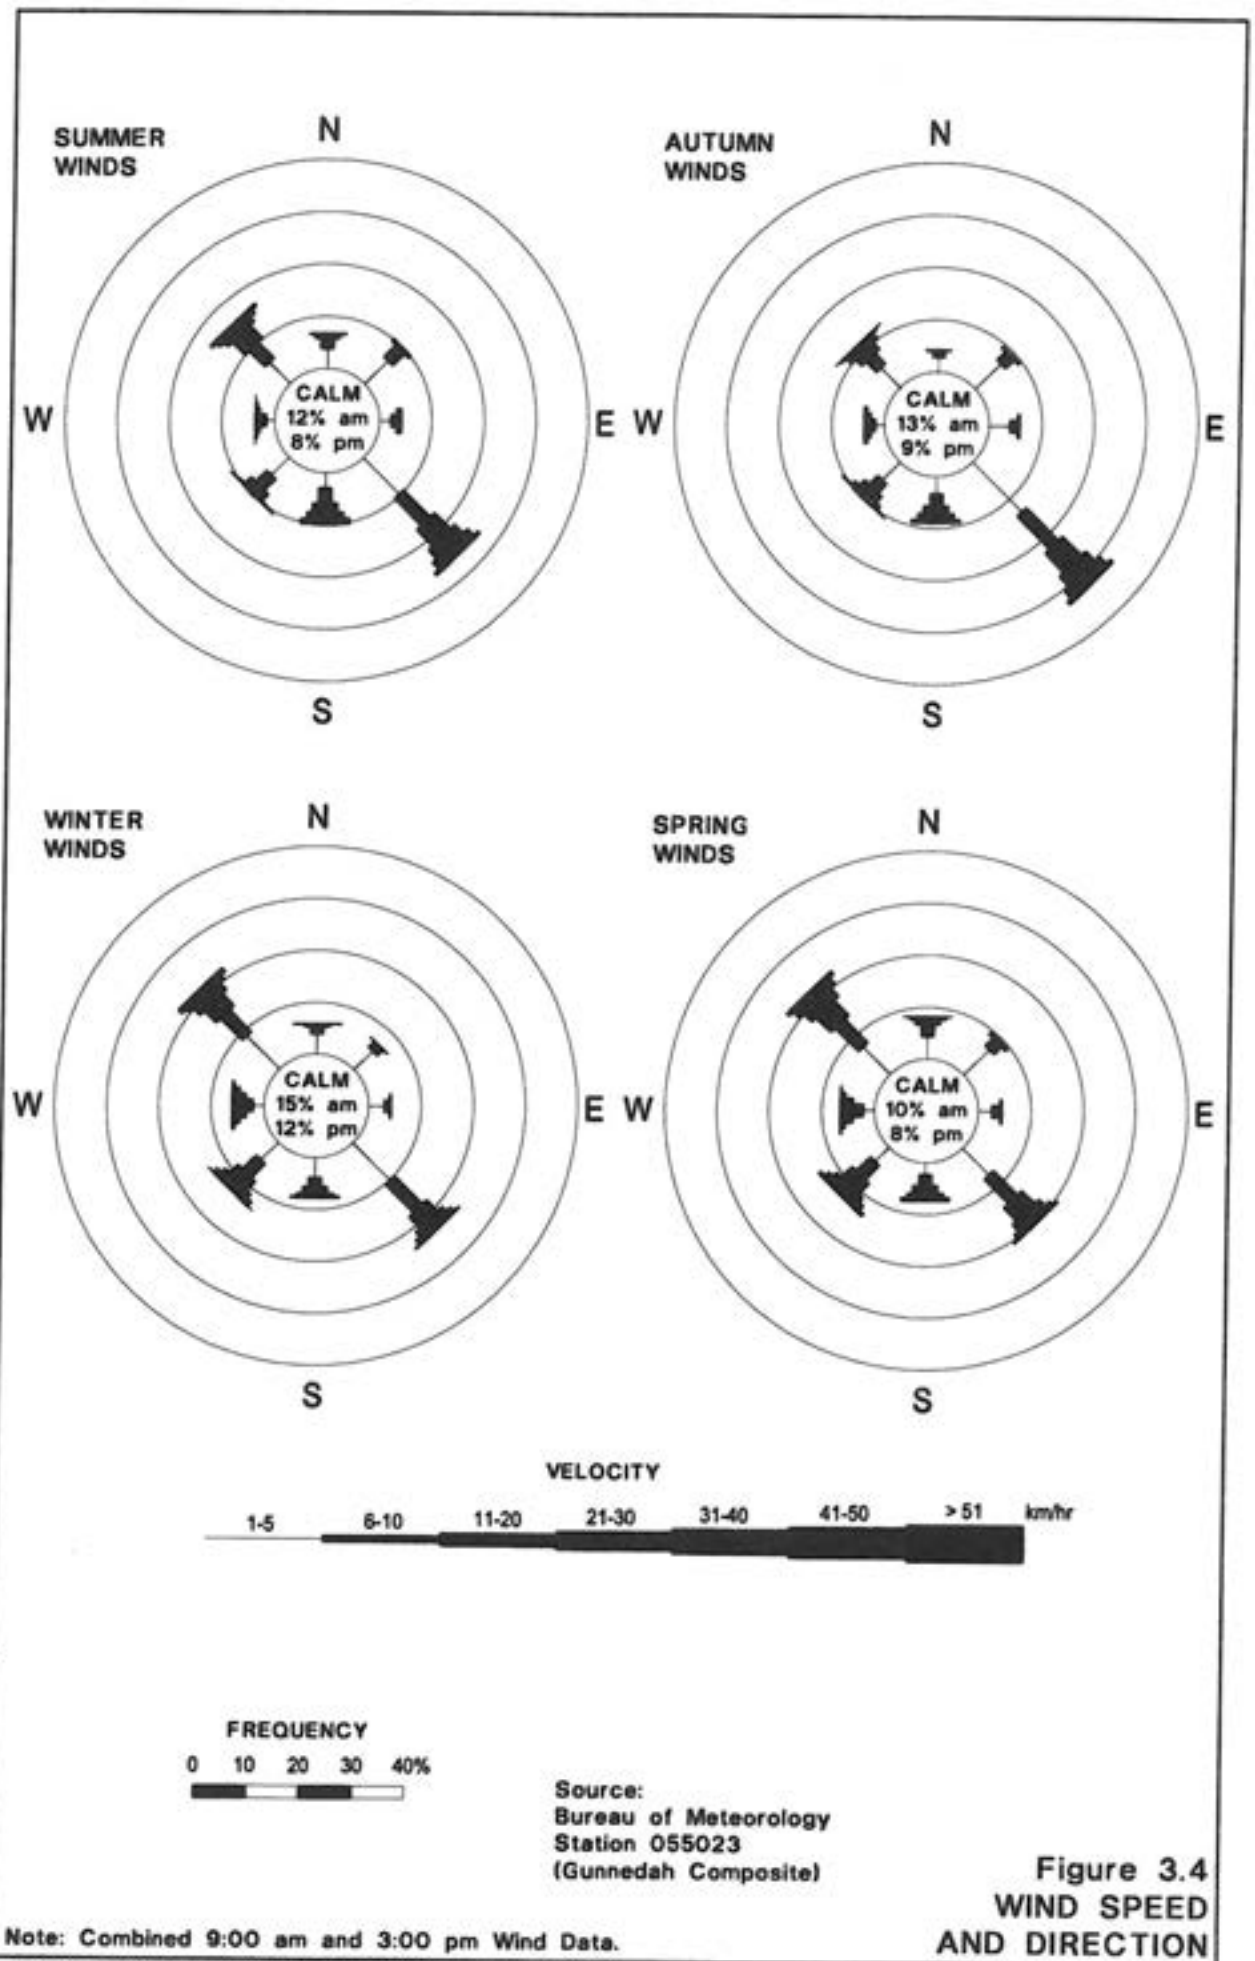 SUMMER
WINDS
N
W
E
S
CALM
12% am
8% pm
AUTUMN
WINDS
N
W
E
S
CALM
13% am
9% pm
WINTER
WINDS
N
W
E
S
CALM
15% am
12% pm
SPRING
WINDS
N
W
E
S
CALM
10% am
8% pm
VELOCITY
1-5 6-10 11-20 21-30 31-40 41-50 > 51 km/hr
FREQUENCY
0 10 20 30 40%
Source:
Bureau of Meteorology
Station 055023
(Gunnedah Composite)
Figure 3.4
WIND SPEED
AND DIRECTION
Note: Combined 9:00 am and 3:00 pm Wind Data.